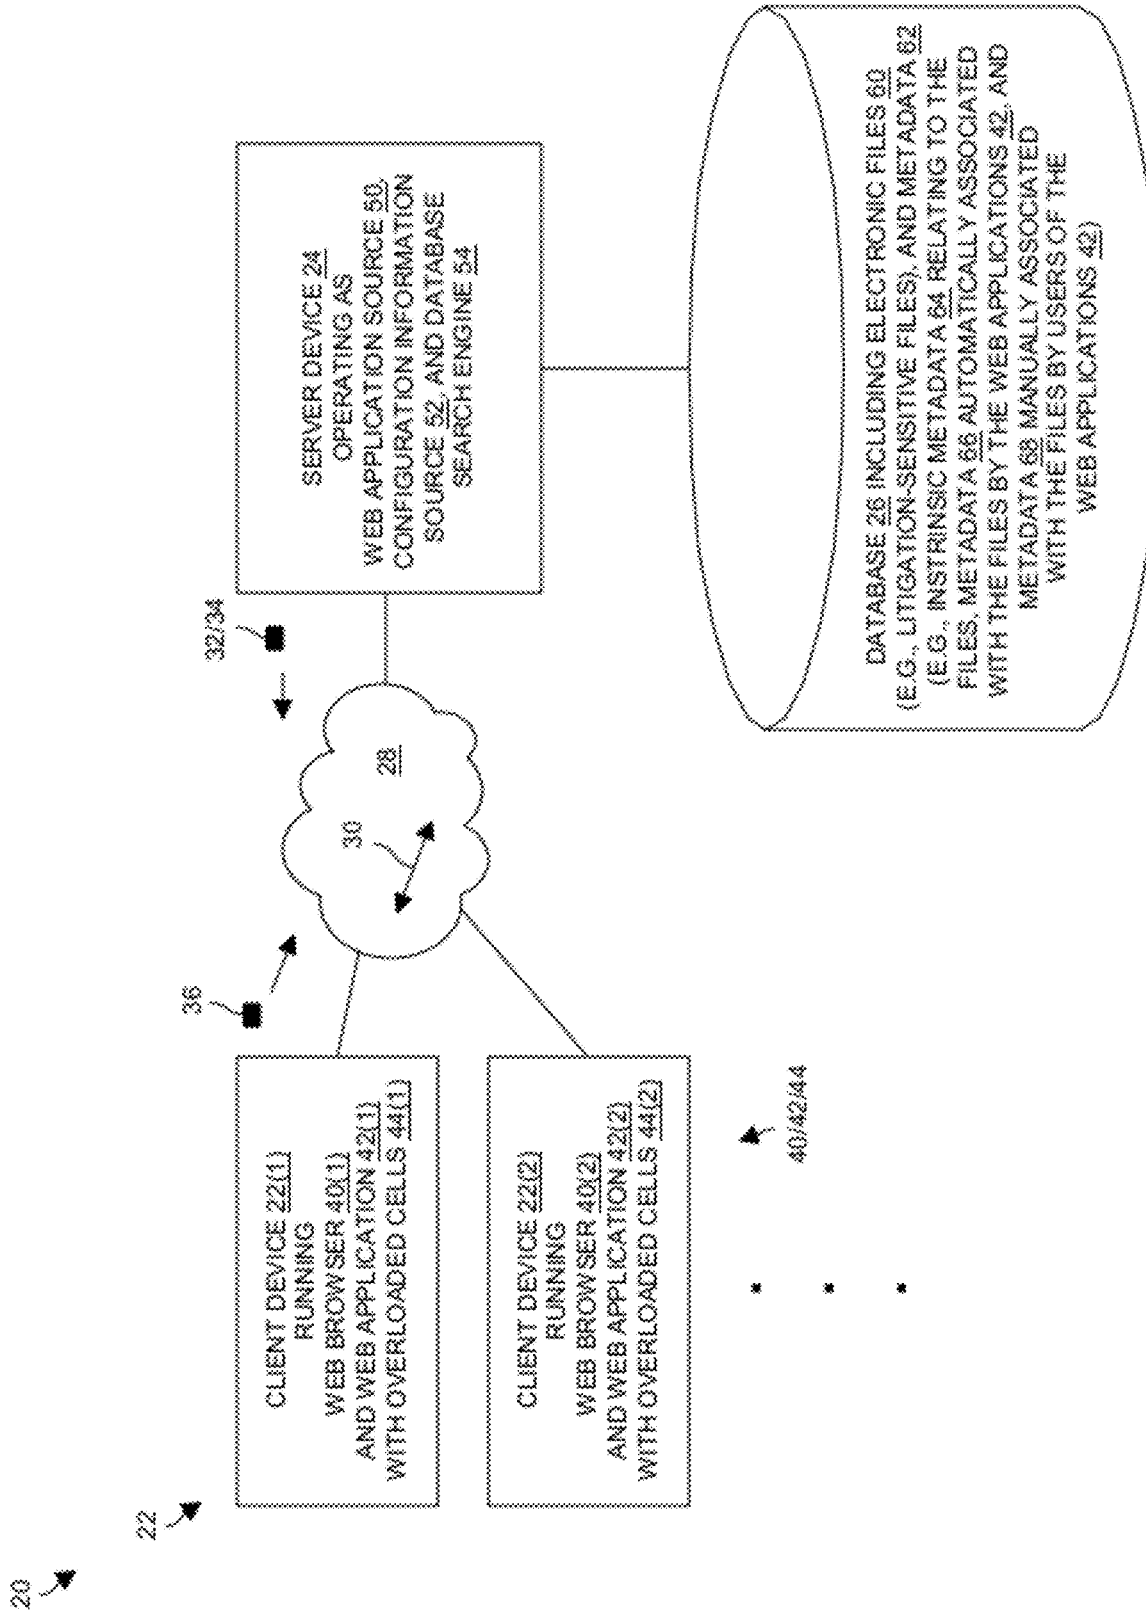 20
22
CLIENT DEVICE 22(1)
RUNNING
WEB BROWSER 40(1)
AND WEB APPLICATION 42(1)
WITH OVERLOADED CELLS 44(1)
CLIENT DEVICE 22(2)
RUNNING
WEB BROWSER 40(2)
AND WEB APPLICATION 42(2)
WITH OVERLOADED CELLS 44(2)
40/42/44
36
30
28
32/34
SERVER DEVICE 24
OPERATING AS
WEB APPLICATION SOURCE 50,
CONFIGURATION INFORMATION
SOURCE 52, AND DATABASE
SEARCH ENGINE 54
DATABASE 26 INCLUDING ELECTRONIC FILES 60
(E.G., LITIGATION-SENSITIVE FILES), AND METADATA 62
(E.G., INSTRINSIC METADATA 64 RELATING TO THE
FILES, METADATA 66 AUTOMATICALLY ASSOCIATED
WITH THE FILES BY THE WEB APPLICATIONS 42, AND
METADATA 68 MANUALLY ASSOCIATED
WITH THE FILES BY USERS OF THE
WEB APPLICATIONS 42)